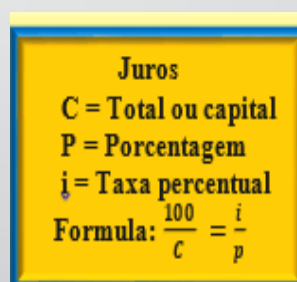 Juros
C = Total ou capital
P = Porcentagem
i = Taxa percentual
Formula: 100/C = i/p